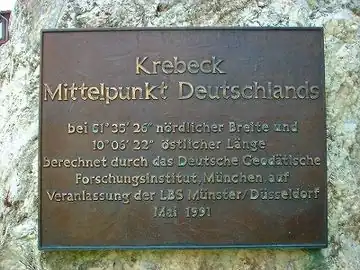 Krebeck
Mittelpunkt Deutschlands
bei 51°35'26" nördlicher Breite und
10°06'22" östlicher Länge
berechnet durch das Deutsche Geodätische
Forschungsinstitut, München auf
Veranlassung der LBS Münster/Düsseldorf
Mai 1991